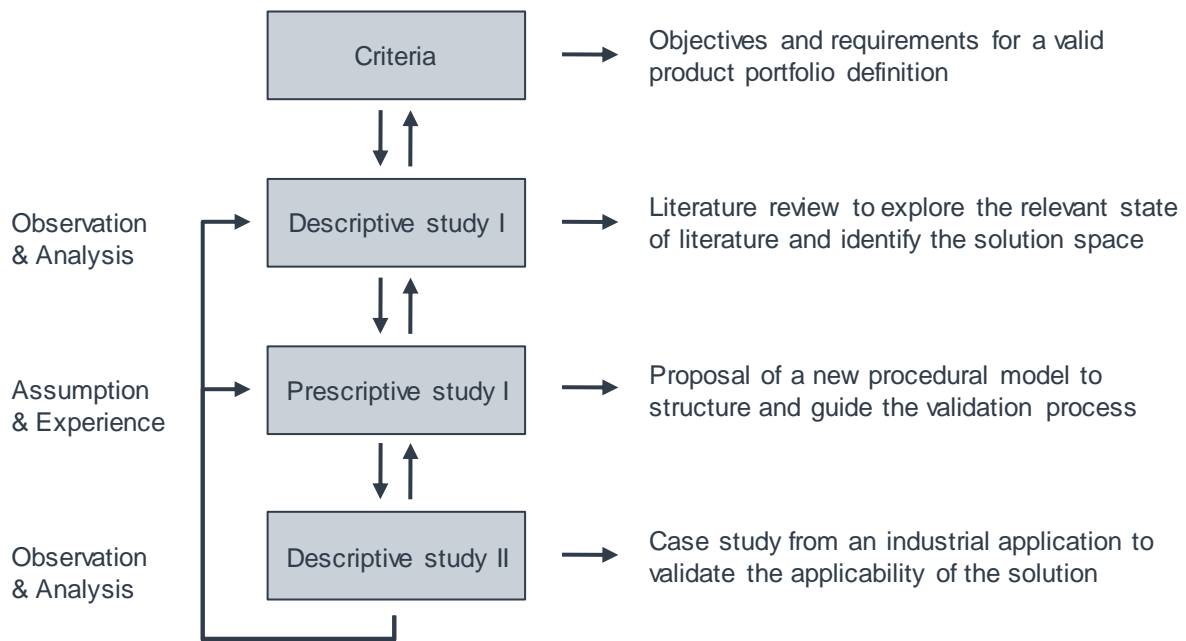 Criteria
Objectives and requirements for a valid
product portfolio definition
Observation
& Analysis
Descriptive study I
Literature review to explore the relevant state
of literature and identify the solution space
Assumption
& Experience
Prescriptive study I
Proposal of a new procedural model to
structure and guide the validation process
Observation
& Analysis
Descriptive study II
Case study from an industrial application to
validate the applicability of the solution